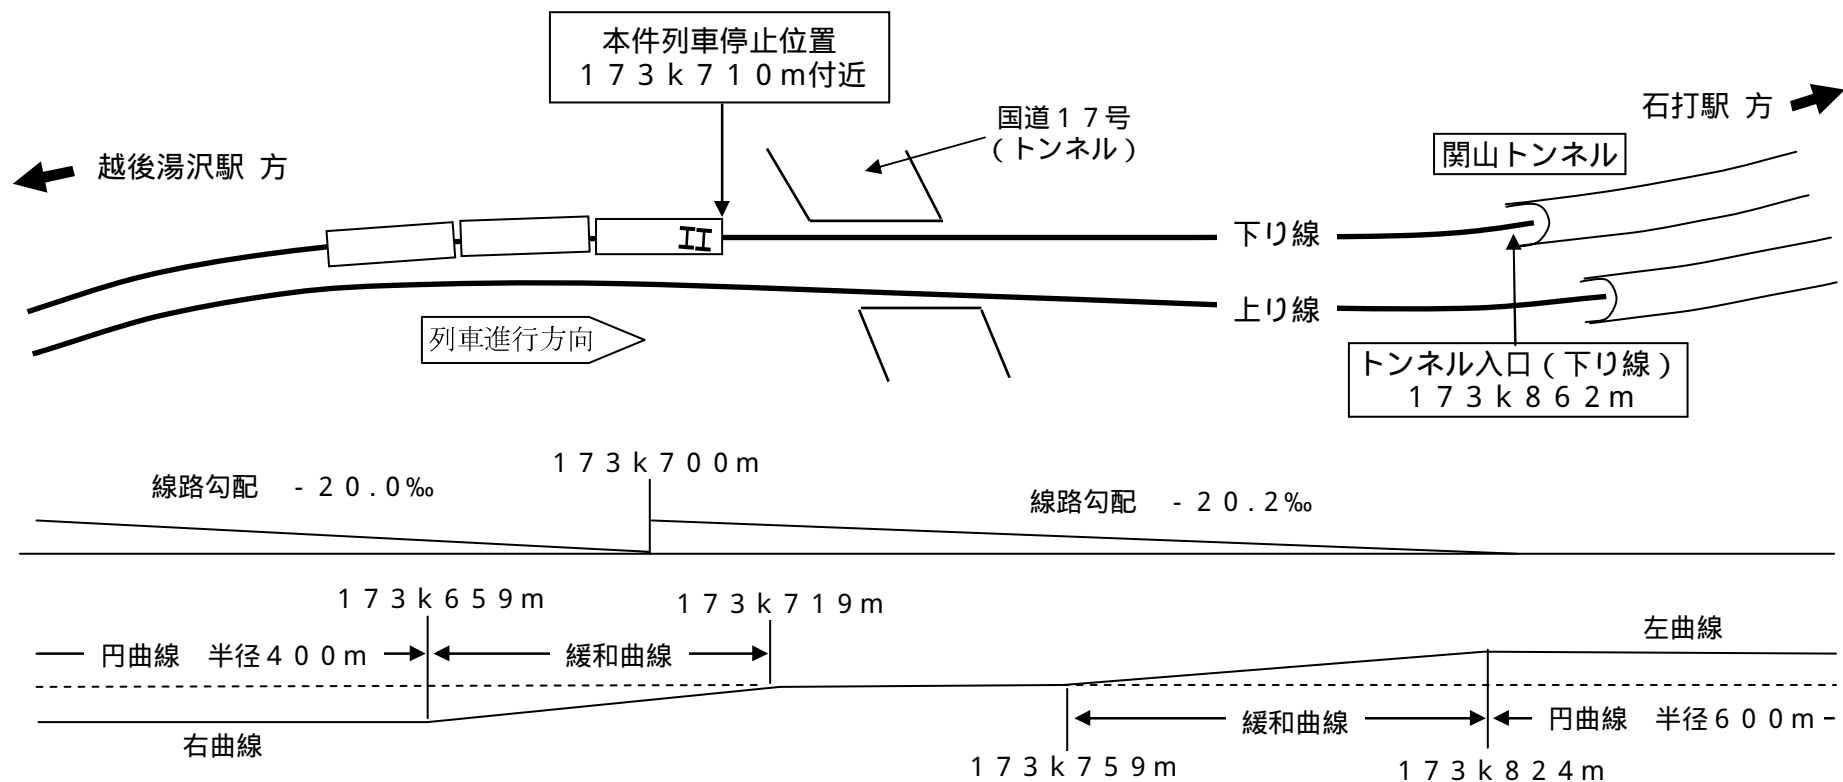 本件列車停止位置
173k710m付近
国道17号
(トンネル)
石打駅 方
関山トンネル
越後湯沢駅 方
下り線
上り線
列車進行方向
トンネル入口(下り線)
173k862m
173k700m
線路勾配 -20.0‰
線路勾配 -20.2‰
173k659m
173k719m
円曲線 半径400m
緩和曲線
左曲線
右曲線
緩和曲線
円曲線 半径600m
173k759m
173k824m